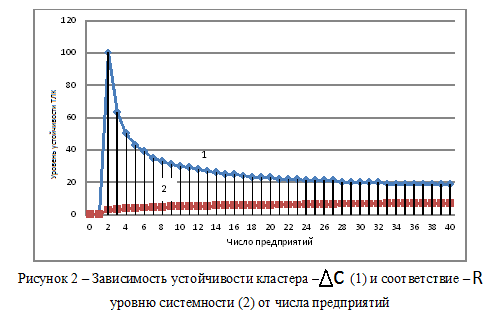 120
100
80
60
40
20
0
Уровень устойчивости ТЛК
1
2
0 2 4 6 8 10 12 14 16 18 20 22 24 26 28 30 32 34 36 38 40
Число предприятий
Рисунок 2 – Зависимость устойчивости кластера –ΔC (1) и соответствие – R
уровню системности (2) от числа предприятий